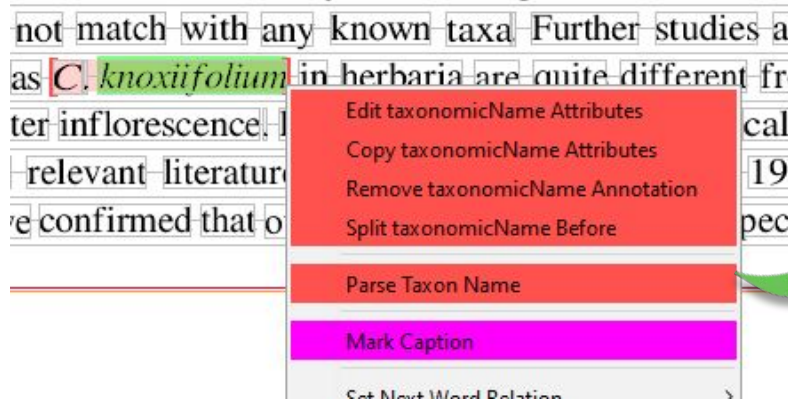 not match with any known taxa Further studies a
as C. knoxiifolium in herbaria are quite different fr
ter inflorescence.
cal
relevant literatur
19
e confirmed that o
pec
Edit taxonomicName Attributes
Copy taxonomicName Attributes
Remove taxonomicName Annotation
Split taxonomicName Before
Parse Taxon Name
Mark Caption
Set Next Word Relation